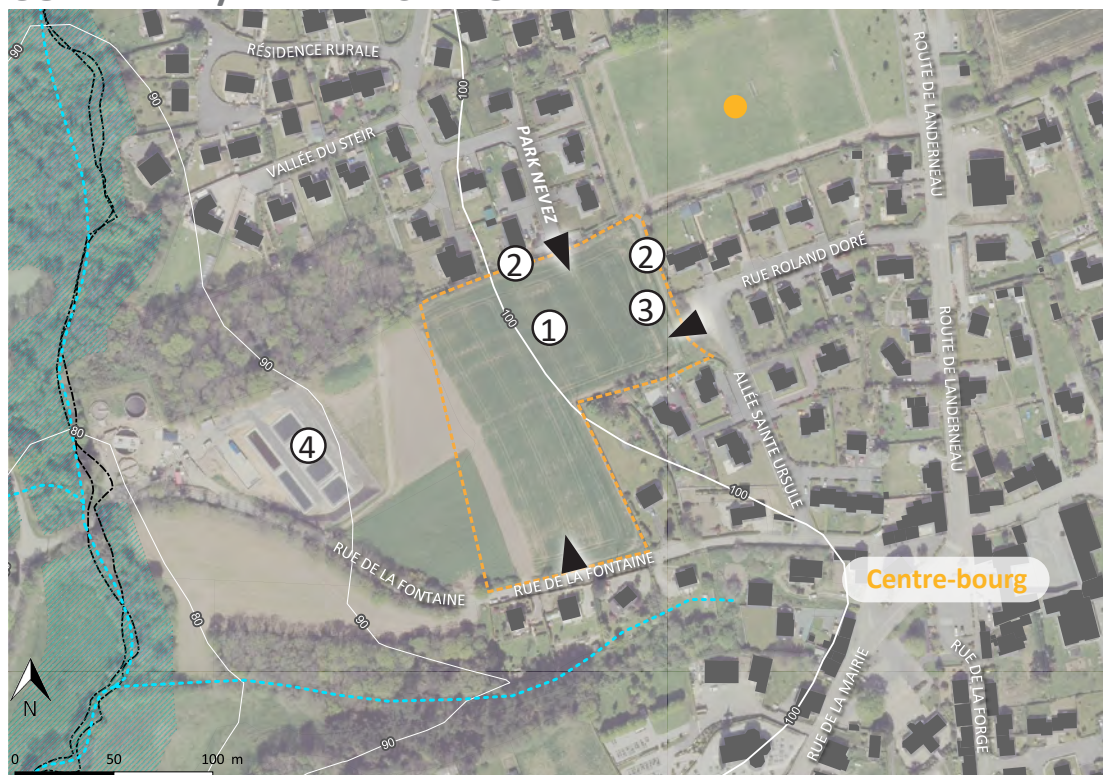 RÉSIDENCE RURALE
VALLÉE DU STEIR
PARK NEVEZ
ROUTE DE LANDERNEAU
RUE ROLAND DORÉ
ROUTE DE LANDERNEAU
ALLÉE SAINTE URSULE
RUE DE LA FONTAINE
RUE DE LA FONTAINE
Centre-bourg
RUE DE LA MAIRIE
RUE DE LA FORGE
90
90
100
2
2
3
1
100
90
80
4
100
80
90
90
100
N
0 50 100 m